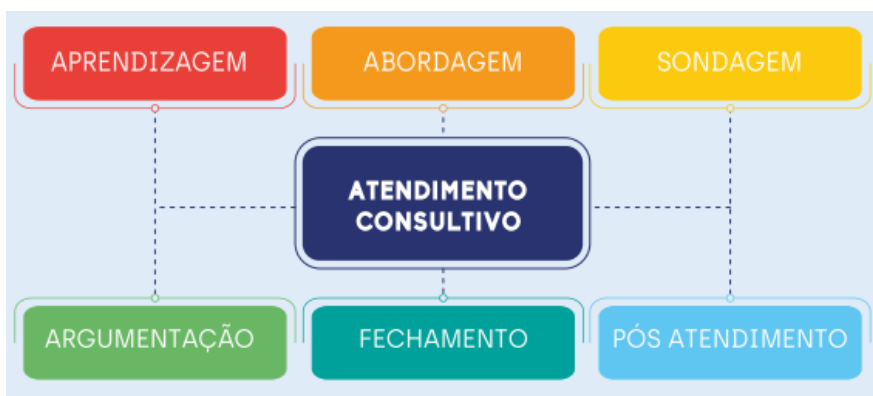 APRENDIZAGEM
ABORDAGEM
SONDAGEM
ATENDIMENTO
CONSULTIVO
ARGUMENTAÇÃO
FECHAMENTO
PÓS ATENDIMENTO